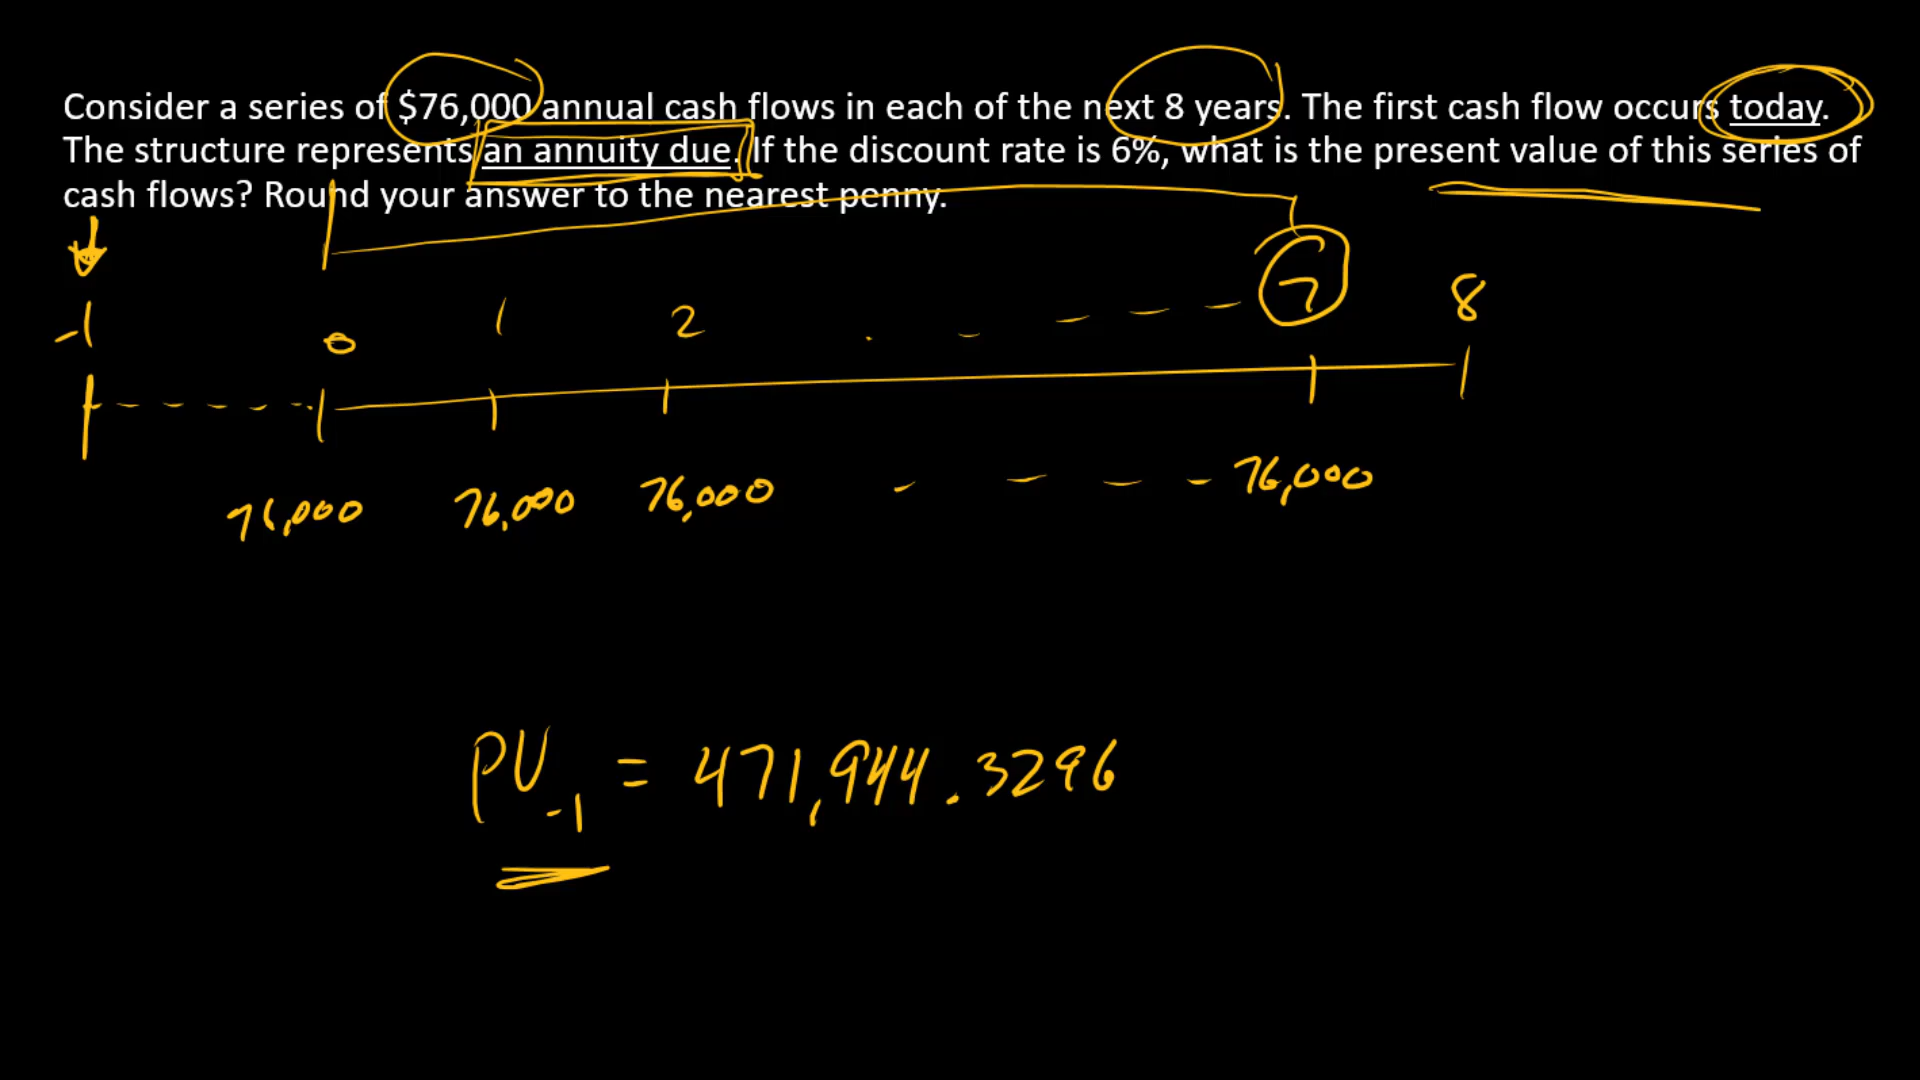 Consider a series of $76,000 annual cash flows in each of the next 8 years. The first cash flow occurs today.
The structure represents an annuity due. If the discount rate is 6%, what is the present value of this series of
cash flows? Round your answer to the nearest penny.
-1 0 1 2 7 8
76,000 76,000 76,000 76,000
PV-1 = 471,944.3296